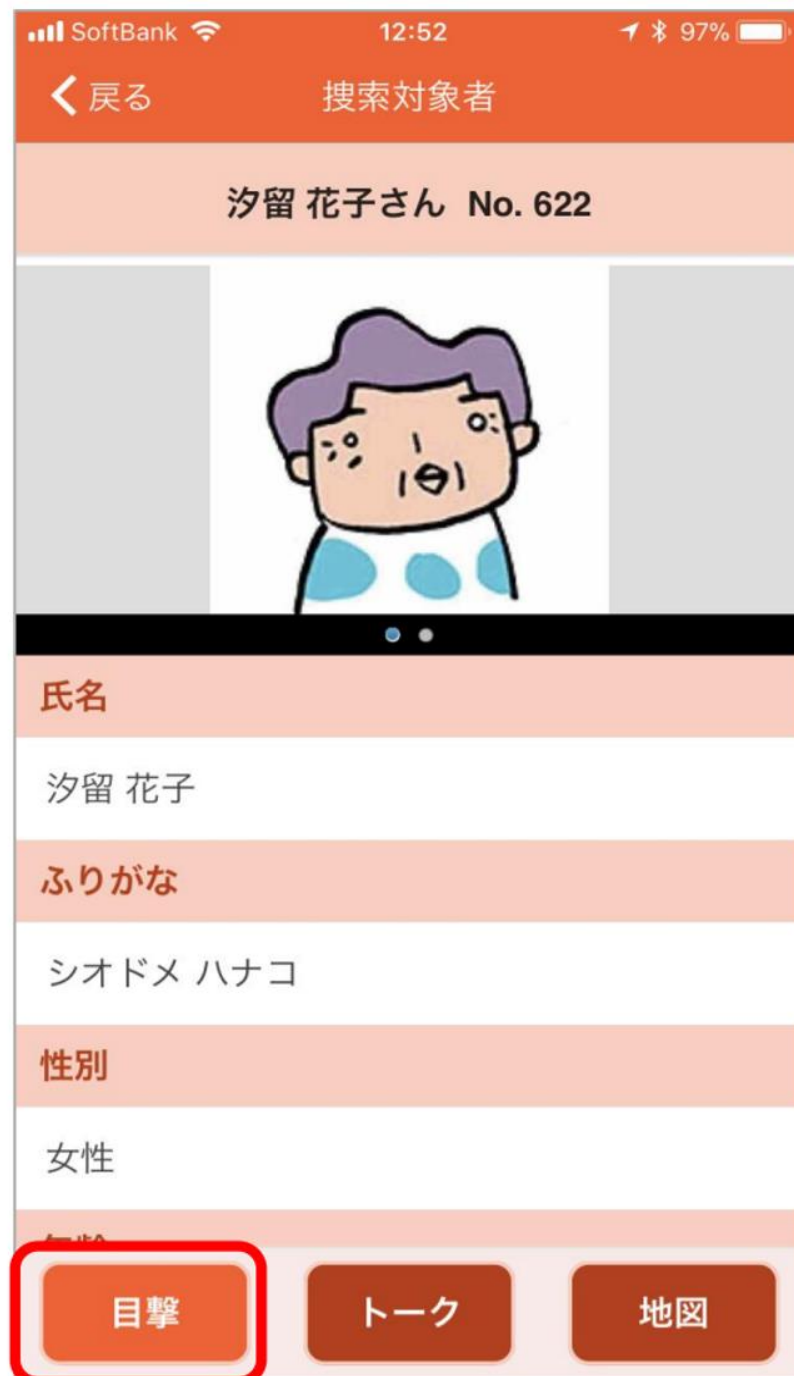 SoftBank 12:52 97%
戻る 捜索対象者
汐留 花子さん No. 622
氏名
汐留 花子
ふりがな
シオドメ ハナコ
性別
女性
年齢
目撃 トーク 地図